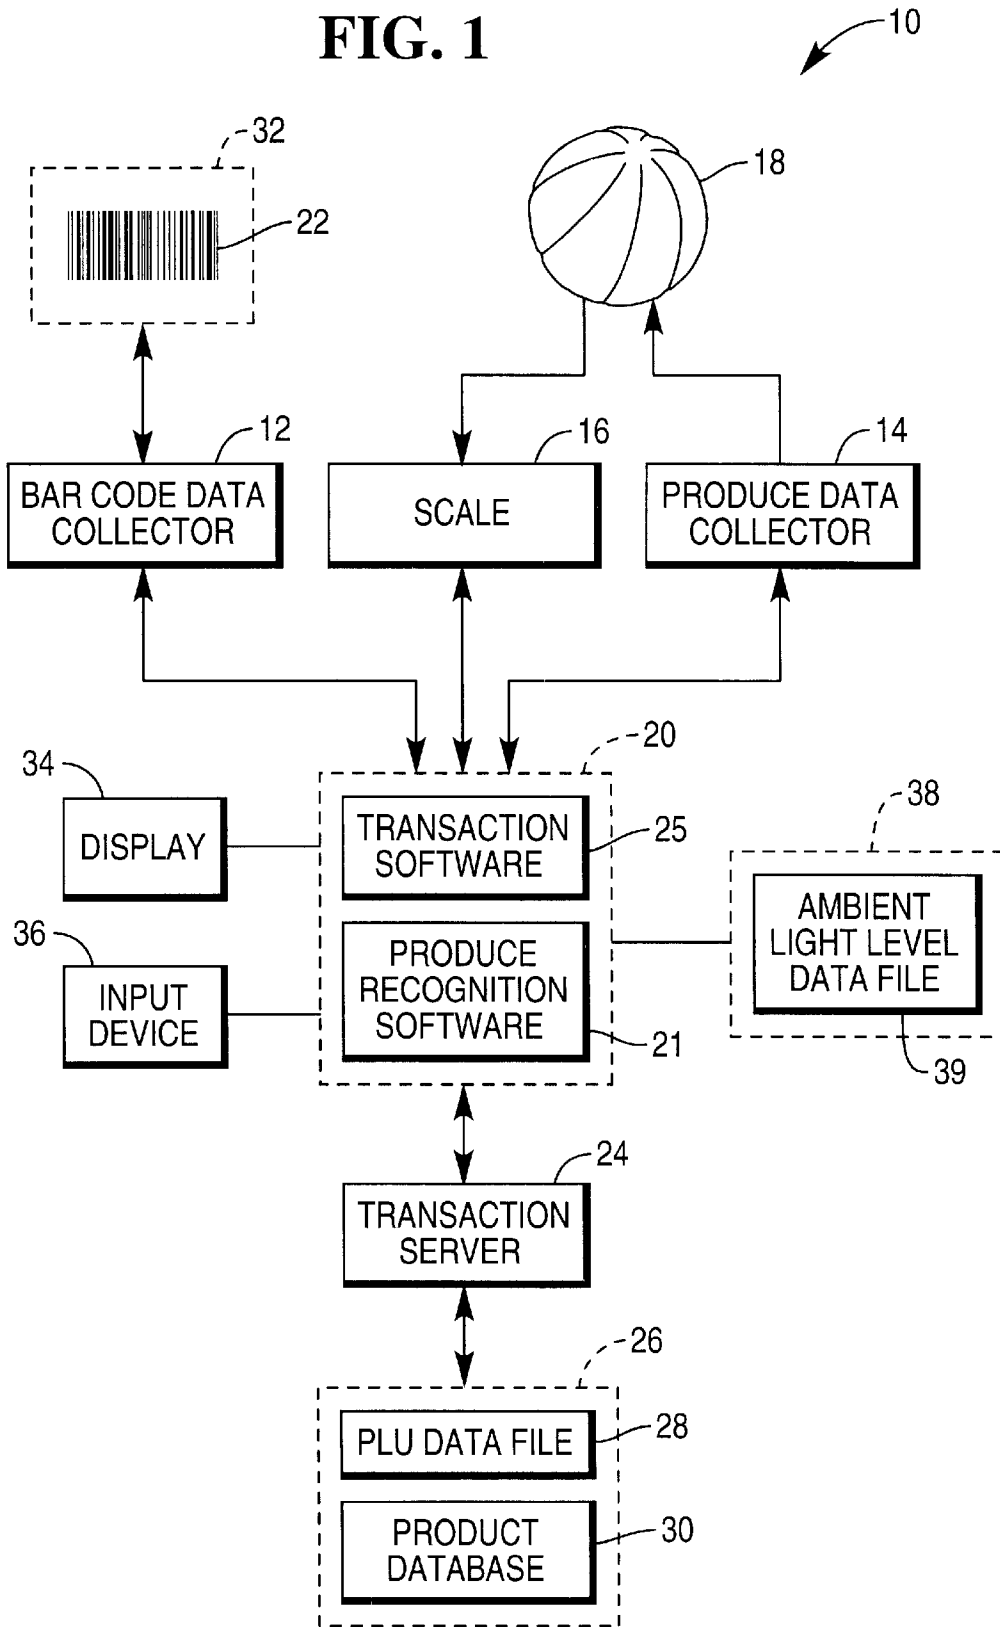 FIG. 1
10
32
22
18
12
16
14
BAR CODE DATA
COLLECTOR
SCALE
PRODUCE DATA
COLLECTOR
34
20
38
DISPLAY
TRANSACTION
SOFTWARE
25
AMBIENT
LIGHT LEVEL
DATA FILE
36
INPUT
DEVICE
PRODUCE
RECOGNITION
SOFTWARE
21
39
24
TRANSACTION
SERVER
26
PLU DATA FILE
28
PRODUCT
DATABASE
30